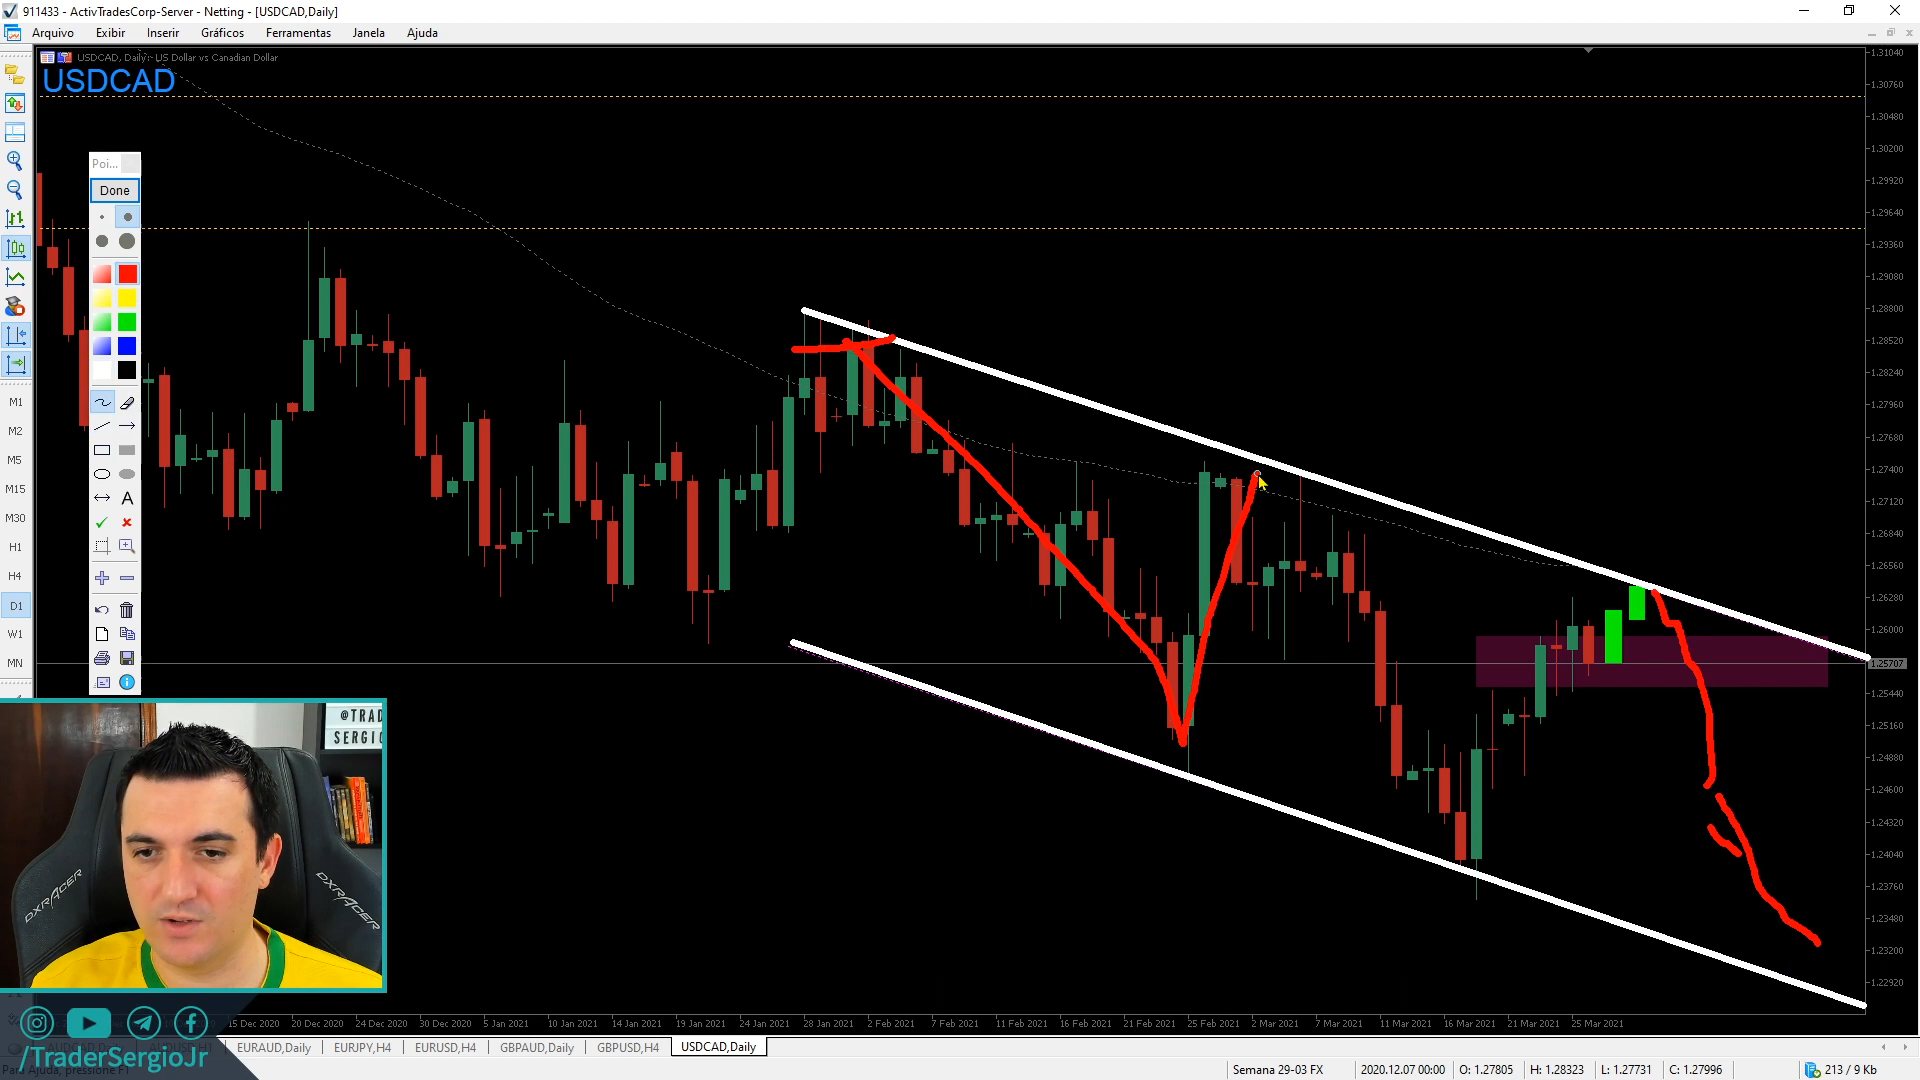 911433 - ActivTradesCorp-Server - Netting - [USDCAD,Daily]
Arquivo Exibir Inserir Gráficos Ferramentas Janela Ajuda
USDCAD, Daily: US Dollar vs Canadian Dollar
USDCAD
Poi...
Done
A
M1
M2
M5
M15
M30
H1
H4
D1
W1
MN
1.31040
1.30760
1.30480
1.30200
1.29920
1.29640
1.29360
1.29080
1.28800
1.28520
1.28240
1.27960
1.27680
1.27400
1.27120
1.26840
1.26560
1.26280
1.26000
1.25707
1.25440
1.25160
1.24880
1.24600
1.24320
1.24040
1.23760
1.23480
1.23200
1.22920
@TRAD
SERGIO
DXRACER
DXRACER
15 Dec 2020 20 Dec 2020 24 Dec 2020 30 Dec 2020 5 Jan 2021 10 Jan 2021 14 Jan 2021 19 Jan 2021 24 Jan 2021 28 Jan 2021 2 Feb 2021 7 Feb 2021 11 Feb 2021 16 Feb 2021 21 Feb 2021 25 Feb 2021 2 Mar 2021 7 Mar 2021 11 Mar 2021 16 Mar 2021 21 Mar 2021 25 Mar 2021
EURAUD,Daily EURJPY,H4 EURUSD,H4 GBPAUD,Daily GBPUSD,H4 USDCAD,Daily
/TraderSergioJr
Para Ajuda, pressione F1
Semana 29-03 FX 2020.12.07 00:00 O: 1.27805 H: 1.28323 L: 1.27731 C: 1.27996 213 / 9 Kb